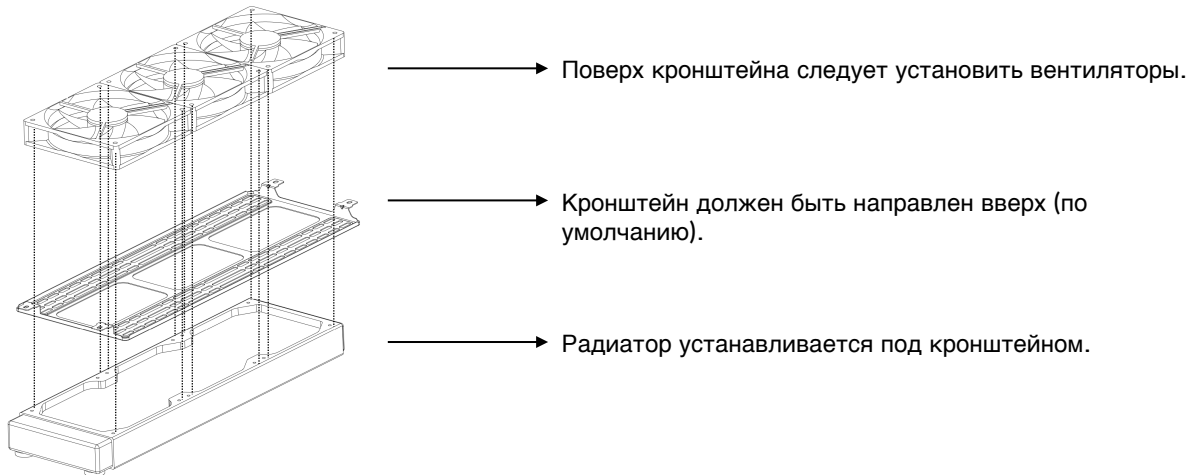 Поверх кронштейна следует установить вентиляторы.
Кронштейн должен быть направлен вверх (по
умолчанию).
Радиатор устанавливается под кронштейном.